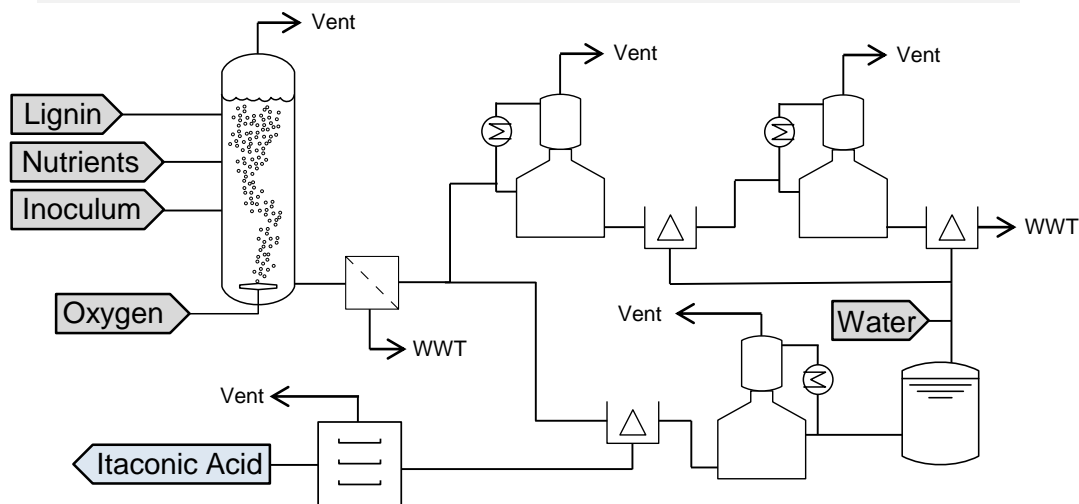 Vent
Vent
Vent
Lignin
Nutrients
Inoculum
Oxygen
WWT
WWT
Vent
Water
Vent
Itaconic Acid